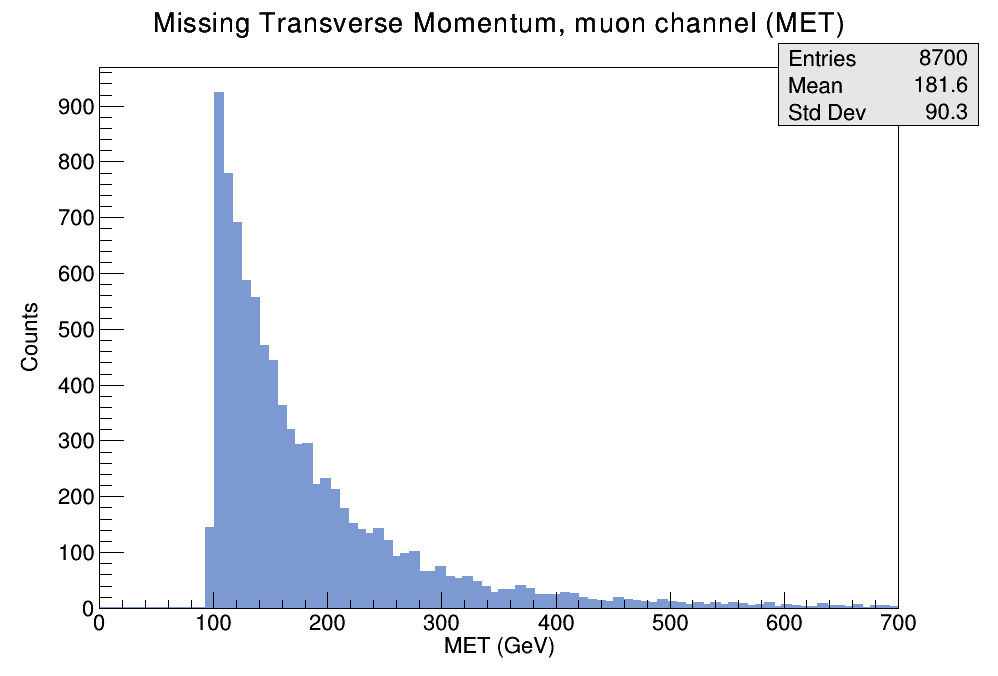 Missing Transverse Momentum, muon channel (MET)
Entries 8700
Mean 181.6
Std Dev 90.3
900
800
700
600
500
400
300
200
100
0
Counts
0 100 200 300 400 500 600 700
MET (GeV)